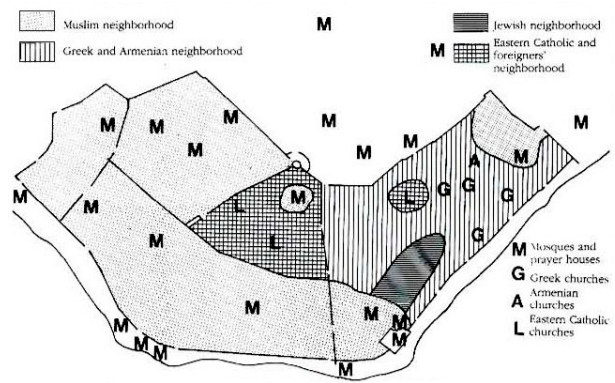 Muslim neighborhood
Greek and Armenian neighborhood
Jewish neighborhood
Eastern Catholic and
foreigners'
neighborhood
M
M
M
M
M
M
M
M
M
M
A
M
G
G
M
M
L
G
M
L
G
M
L
M
M
M
M
M
M
M
M
M Mosques and
prayer houses
G Greek churches
A Armenian
churches
L Eastern Catholic
churches